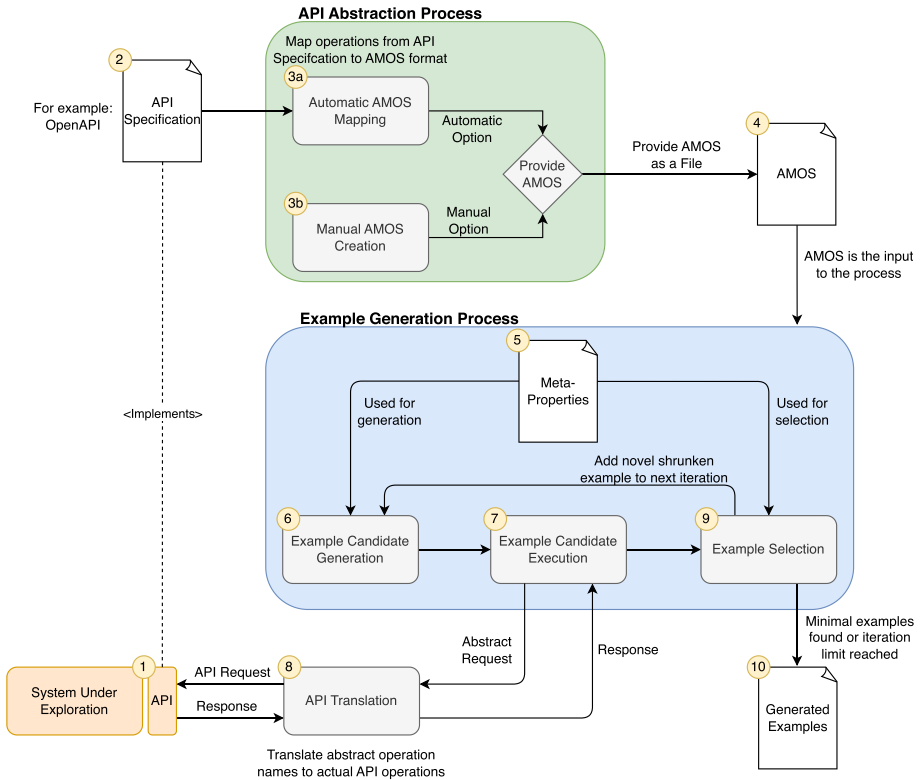 API Abstraction Process
Map operations from API
Specifcation to AMOS format
2
API
Specification
For example:
OpenAPI
3a
Automatic AMOS
Mapping
Automatic
Option
3b
Manual AMOS
Creation
Manual
Option
Provide
AMOS
Provide AMOS
as a File
4
AMOS
AMOS is the input
to the process
Example Generation Process
5
Meta-
Properties
Used for
generation
Used for
selection
<Implements>
Add novel shrunken
example to next iteration
6
Example Candidate
Generation
7
Example Candidate
Execution
9
Example Selection
Abstract
Request
Response
Minimal examples
found or iteration
limit reached
1
System Under
Exploration
API
API Request
Response
8
API Translation
Translate abstract operation
names to actual API operations
10
Generated
Examples